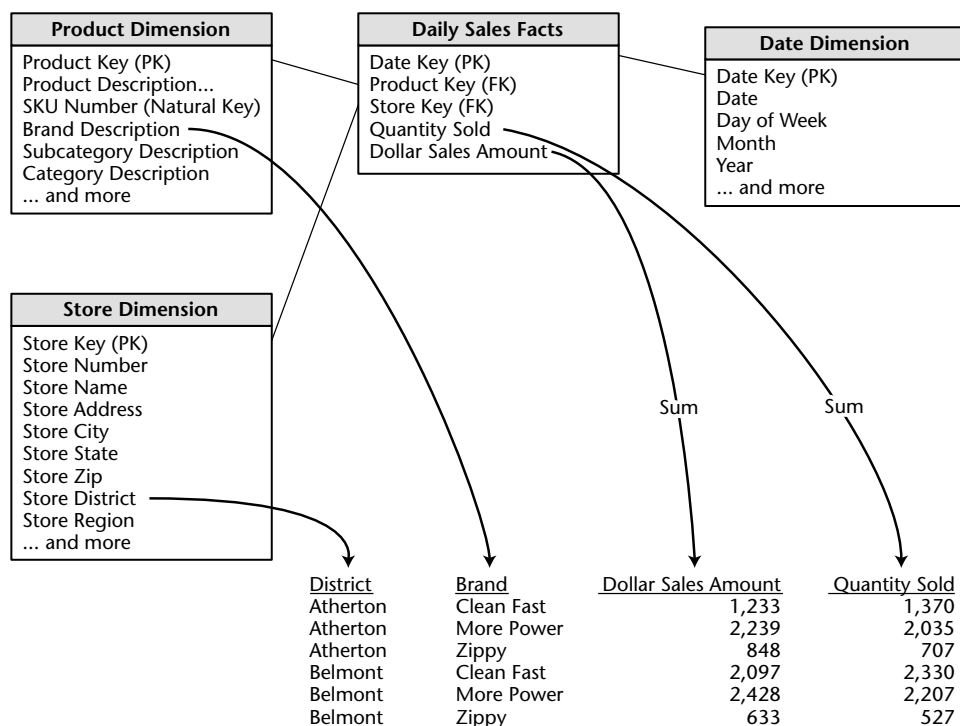 Product Dimension
Product Key (PK)
Product Description...
SKU Number (Natural Key)
Brand Description
Subcategory Description
Category Description
... and more
Daily Sales Facts
Date Key (PK)
Product Key (FK)
Store Key (FK)
Quantity Sold
Dollar Sales Amount
Date Dimension
Date Key (PK)
Date
Day of Week
Month
Year
... and more
Store Dimension
Store Key (PK)
Store Number
Store Name
Store Address
Store City
Store State
Store Zip
Store District
Store Region
... and more
Sum Sum
District Brand Dollar Sales Amount Quantity Sold
Atherton Clean Fast 1,233 1,370
Atherton More Power 2,239 2,035
Atherton Zippy 848 707
Belmont Clean Fast 2,097 2,330
Belmont More Power 2,428 2,207
Belmont Zippy 633 527